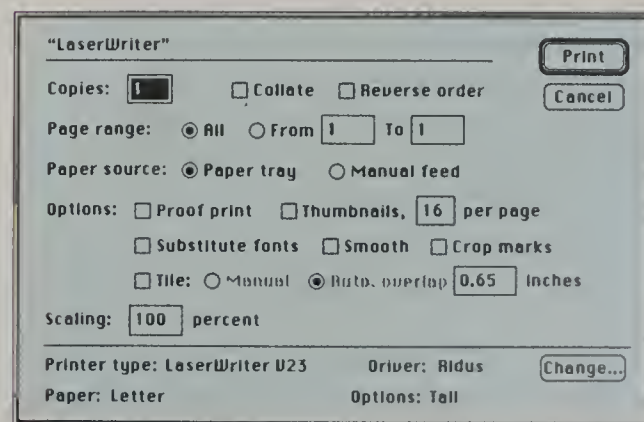 "LaserWriter"
Print
Copies: 1 Collate Reverse order
Cancel
Page range: All From 1 To 1
Paper source: Paper tray Manual feed
Options: Proof print Thumbnails, 16 per page
Substitute fonts Smooth Crop marks
Tile: Manual Auto, overlap 0.65 inches
Scaling: 100 percent
Printer type: LaserWriter V23 Driver: Aldus Change...
Paper: Letter Options: Tall